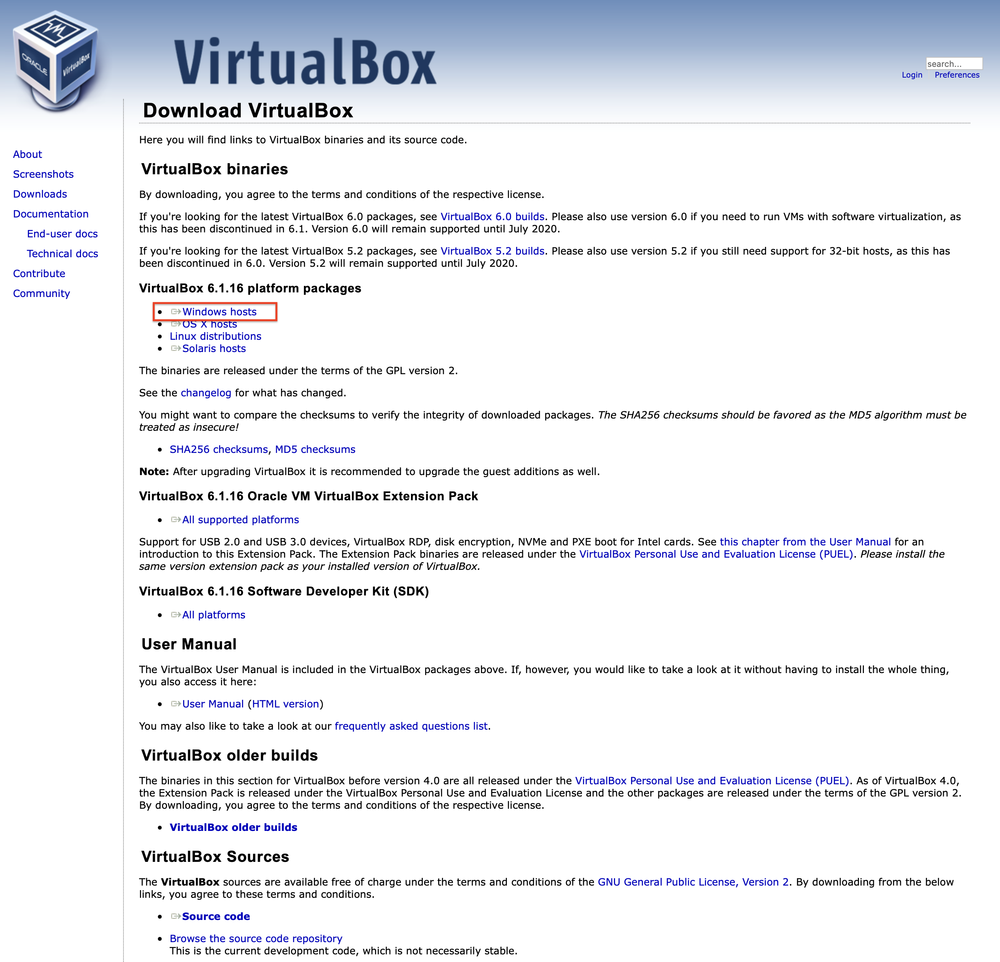 ORACLE
VirtualBox
VirtualBox
search...
Login Preferences
About
Screenshots
Downloads
Documentation
End-user docs
Technical docs
Contribute
Community
Download VirtualBox
Here you will find links to VirtualBox binaries and its source code.
VirtualBox binaries
By downloading, you agree to the terms and conditions of the respective license.
If you're looking for the latest VirtualBox 6.0 packages, see VirtualBox 6.0 builds. Please also use version 6.0 if you need to run VMs with software virtualization, as
this has been discontinued in 6.1. Version 6.0 will remain supported until July 2020.
If you're looking for the latest VirtualBox 5.2 packages, see VirtualBox 5.2 builds. Please also use version 5.2 if you still need support for 32-bit hosts, as this has
been discontinued in 6.0. Version 5.2 will remain supported until July 2020.
VirtualBox 6.1.16 platform packages
• Windows hosts
• OS X hosts
• Linux distributions
• Solaris hosts
The binaries are released under the terms of the GPL version 2.
See the changelog for what has changed.
You might want to compare the checksums to verify the integrity of downloaded packages. The SHA256 checksums should be favored as the MD5 algorithm must be
treated as insecure!
• SHA256 checksums, MD5 checksums
Note: After upgrading VirtualBox it is recommended to upgrade the guest additions as well.
VirtualBox 6.1.16 Oracle VM VirtualBox Extension Pack
• All supported platforms
Support for USB 2.0 and USB 3.0 devices, VirtualBox RDP, disk encryption, NVMe and PXE boot for Intel cards. See this chapter from the User Manual for an
introduction to this Extension Pack. The Extension Pack binaries are released under the VirtualBox Personal Use and Evaluation License (PUEL). Please install the
same version extension pack as your installed version of VirtualBox.
VirtualBox 6.1.16 Software Developer Kit (SDK)
• All platforms
User Manual
The VirtualBox User Manual is included in the VirtualBox packages above. If, however, you would like to take a look at it without having to install the whole thing,
you also access it here:
• User Manual (HTML version)
You may also like to take a look at our frequently asked questions list.
VirtualBox older builds
The binaries in this section for VirtualBox before version 4.0 are all released under the VirtualBox Personal Use and Evaluation License (PUEL). As of VirtualBox 4.0,
the Extension Pack is released under the VirtualBox Personal Use and Evaluation License and the other packages are released under the terms of the GPL version 2.
By downloading, you agree to the terms and conditions of the respective license.
• VirtualBox older builds
VirtualBox Sources
The VirtualBox sources are available free of charge under the terms and conditions of the GNU General Public License, Version 2. By downloading from the below
links, you agree to these terms and conditions.
• Source code
• Browse the source code repository
This is the current development code, which is not necessarily stable.